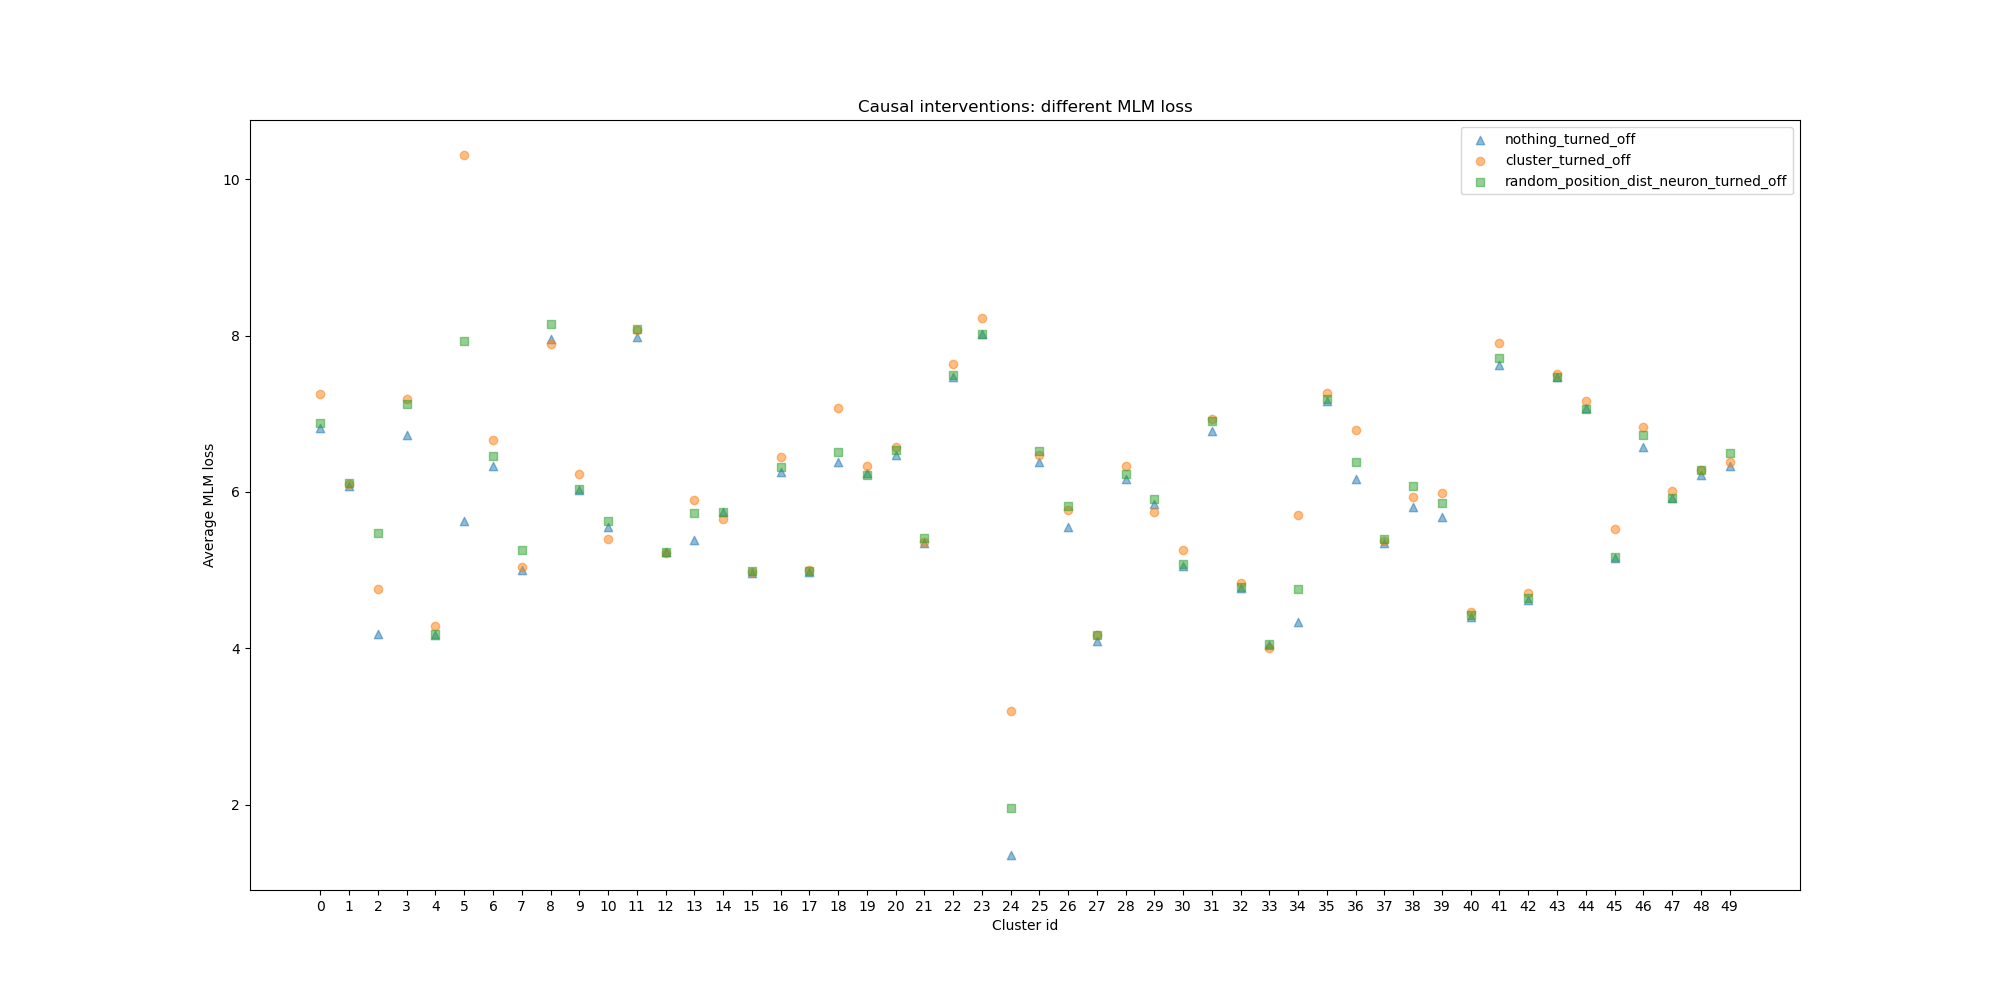 Causal interventions: different MLM loss
nothing_turned_off
cluster_turned_off
random_position_dist_neuron_turned_off
Average MLM loss
10
8
6
4
2
0 1 2 3 4 5 6 7 8 9 10 11 12 13 14 15 16 17 18 19 20 21 22 23 24 25 26 27 28 29 30 31 32 33 34 35 36 37 38 39 40 41 42 43 44 45 46 47 48 49
Cluster id